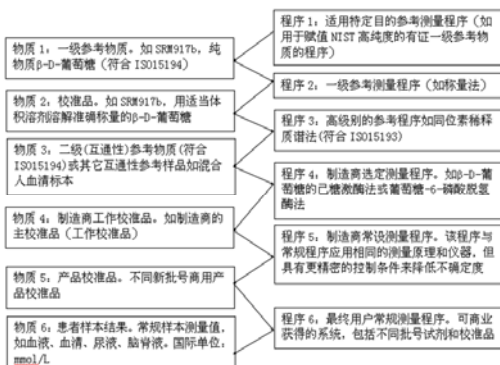 物质 1：一级参考物质。如 SRM917b，纯
物质β-D-葡萄糖（符合 ISO15194）
物质 2：校准品。如 SRM917b，用适当体
积溶剂溶解准确称量的β-D-葡萄糖
物质 3：二级(互通性)参考物质(符合
ISO15194)或其它互通性参考样品如混合
人血清标本
物质 4：制造商工作校准品。如制造商的
主校准品（工作校准品）
物质 5：产品校准品。不同新批号商用产
品校准品
物质 6：患者样本结果。常规样本测量值，
如血液、血清、尿液、脑脊液。国际单位：
mmol/L
程序 1：适用特定目的参考测量程序（如
用于赋值 NIST 高纯度的有证一级参考物
质的程序）
程序 2：一级参考测量程序（如称量法）
程序 3：高级别的参考程序如同位素稀释
质谱法(符合 ISO15193)
程序 4：制造商选定测量程序。如β-D-葡
萄糖的己糖激酶法或葡萄糖-6-磷酸脱氢
酶法
程序 5：制造商常设测量程序。该程序与
常规程序应用相同的测量原理和仪器，但
具有更精密的控制条件来降低不确定度
程序 6：最终用户常规测量程序。可商业
获得的系统，包括不同批号试剂和校准品